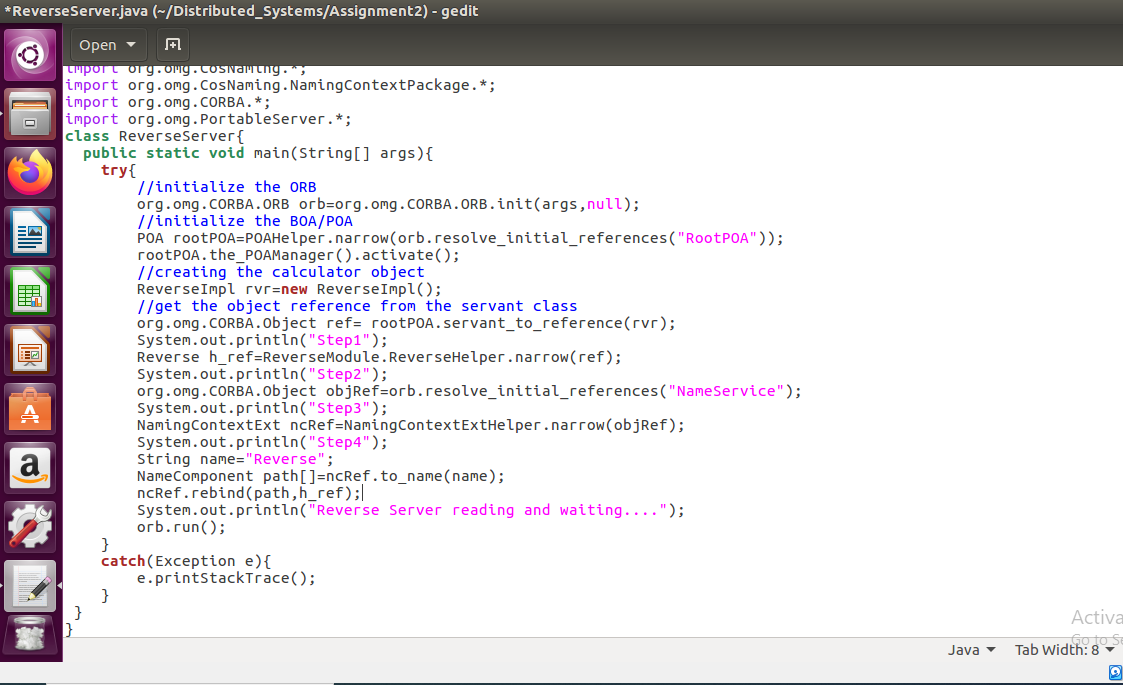 *ReverseServer.java (~/Distributed_Systems/Assignment2) - gedit
Open
import org.omg.CosNaming.*;
import org.omg.CosNaming.NamingContextPackage.*;
import org.omg.CORBA.*;
import org.omg.PortableServer.*;
class ReverseServer{
  public static void main(String[] args){
    try{
        //initialize the ORB
        org.omg.CORBA.ORB orb=org.omg.CORBA.ORB.init(args,null);
        //initialize the BOA/POA
        POA rootPOA=POAHelper.narrow(orb.resolve_initial_references("RootPOA"));
        rootPOA.the_POAManager().activate();
        //creating the calculator object
        ReverseImpl rvr=new ReverseImpl();
        //get the object reference from the servant class
        org.omg.CORBA.Object ref= rootPOA.servant_to_reference(rvr);
        System.out.println("Step1");
        Reverse h_ref=ReverseModule.ReverseHelper.narrow(ref);
        System.out.println("Step2");
        org.omg.CORBA.Object objRef=orb.resolve_initial_references("NameService");
        System.out.println("Step3");
        NamingContextExt ncRef=NamingContextExtHelper.narrow(objRef);
        System.out.println("Step4");
        String name="Reverse";
        NameComponent path[]=ncRef.to_name(name);
        ncRef.rebind(path,h_ref);
        System.out.println("Reverse Server reading and waiting....");
        orb.run();
    }
    catch(Exception e){
        e.printStackTrace();
    }
 }
}
Activa
Go to Se
Java
Tab Width: 8